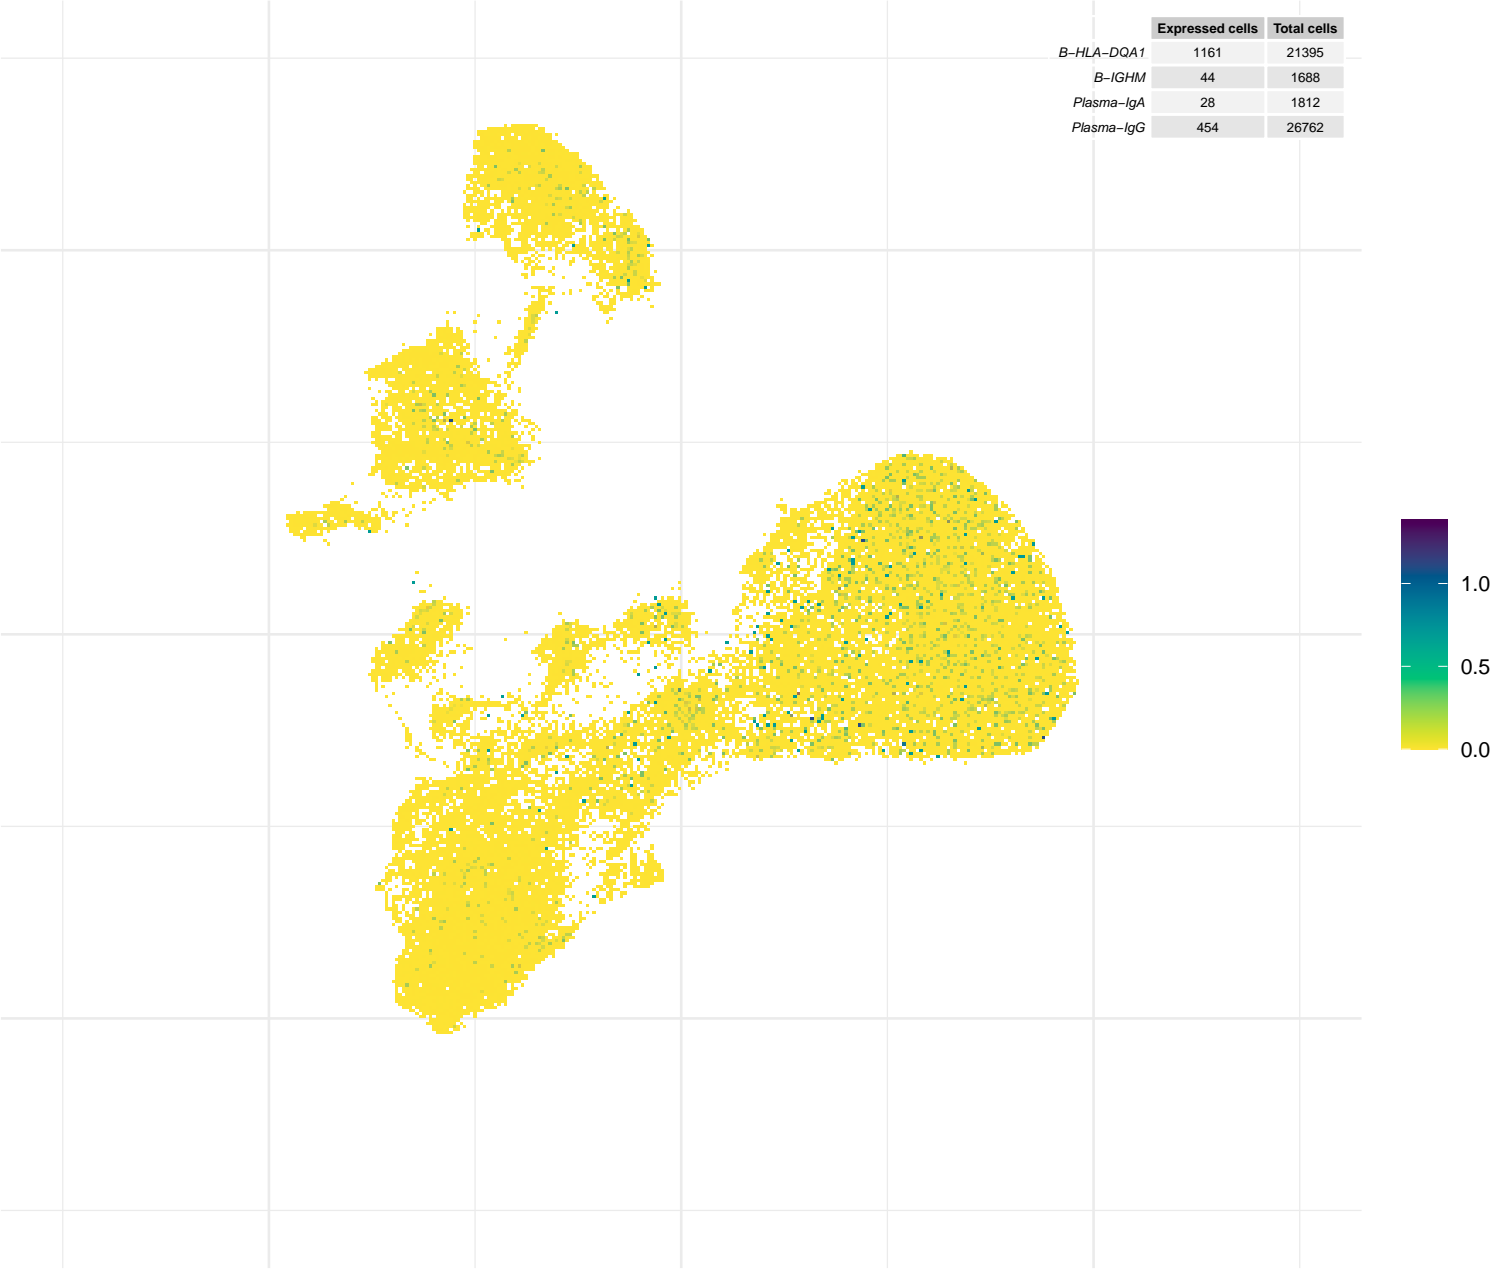 Expressed cells Total cells
B−HLA−DQA1 1161 21395
B−IGHM 44 1688
Plasma−IgA 28 1812
Plasma−IgG 454 26762
1.0
0.5
0.0